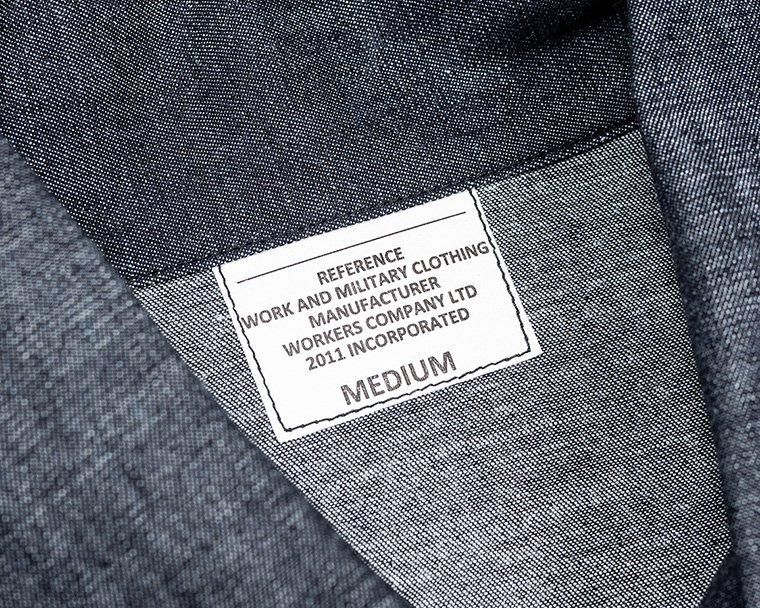 REFERENCE
WORK AND MILITARY CLOTHING
MANUFACTURER
WORKERS COMPANY LTD
2011 INCORPORATED
MEDIUM